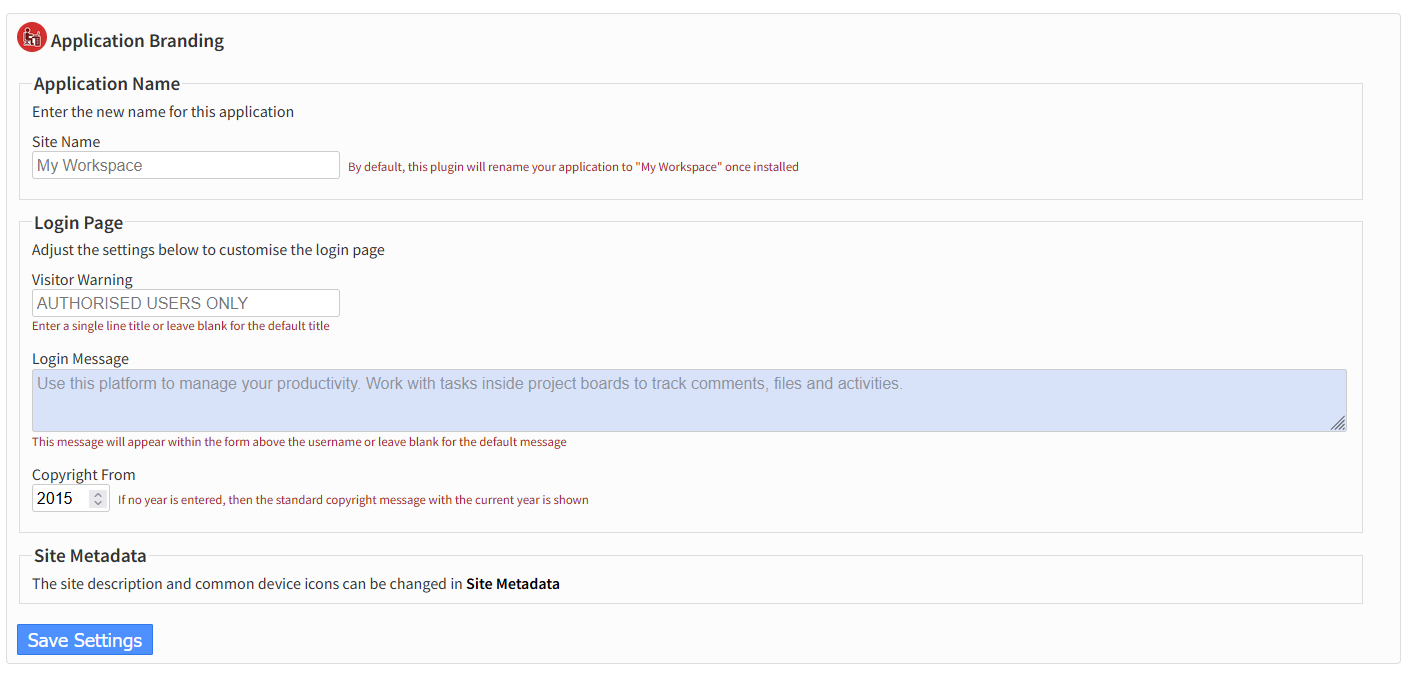 Application Branding
Application Name
Enter the new name for this application
Site Name
My Workspace
By default, this plugin will rename your application to "My Workspace" once installed
Login Page
Adjust the settings below to customise the login page
Visitor Warning
AUTHORISED USERS ONLY
Enter a single line title or leave blank for the default title
Login Message
Use this platform to manage your productivity. Work with tasks inside project boards to track comments, files and activities.
This message will appear within the form above the username or leave blank for the default message
Copyright From
2015
If no year is entered, then the standard copyright message with the current year is shown
Site Metadata
The site description and common device icons can be changed in Site Metadata
Save Settings